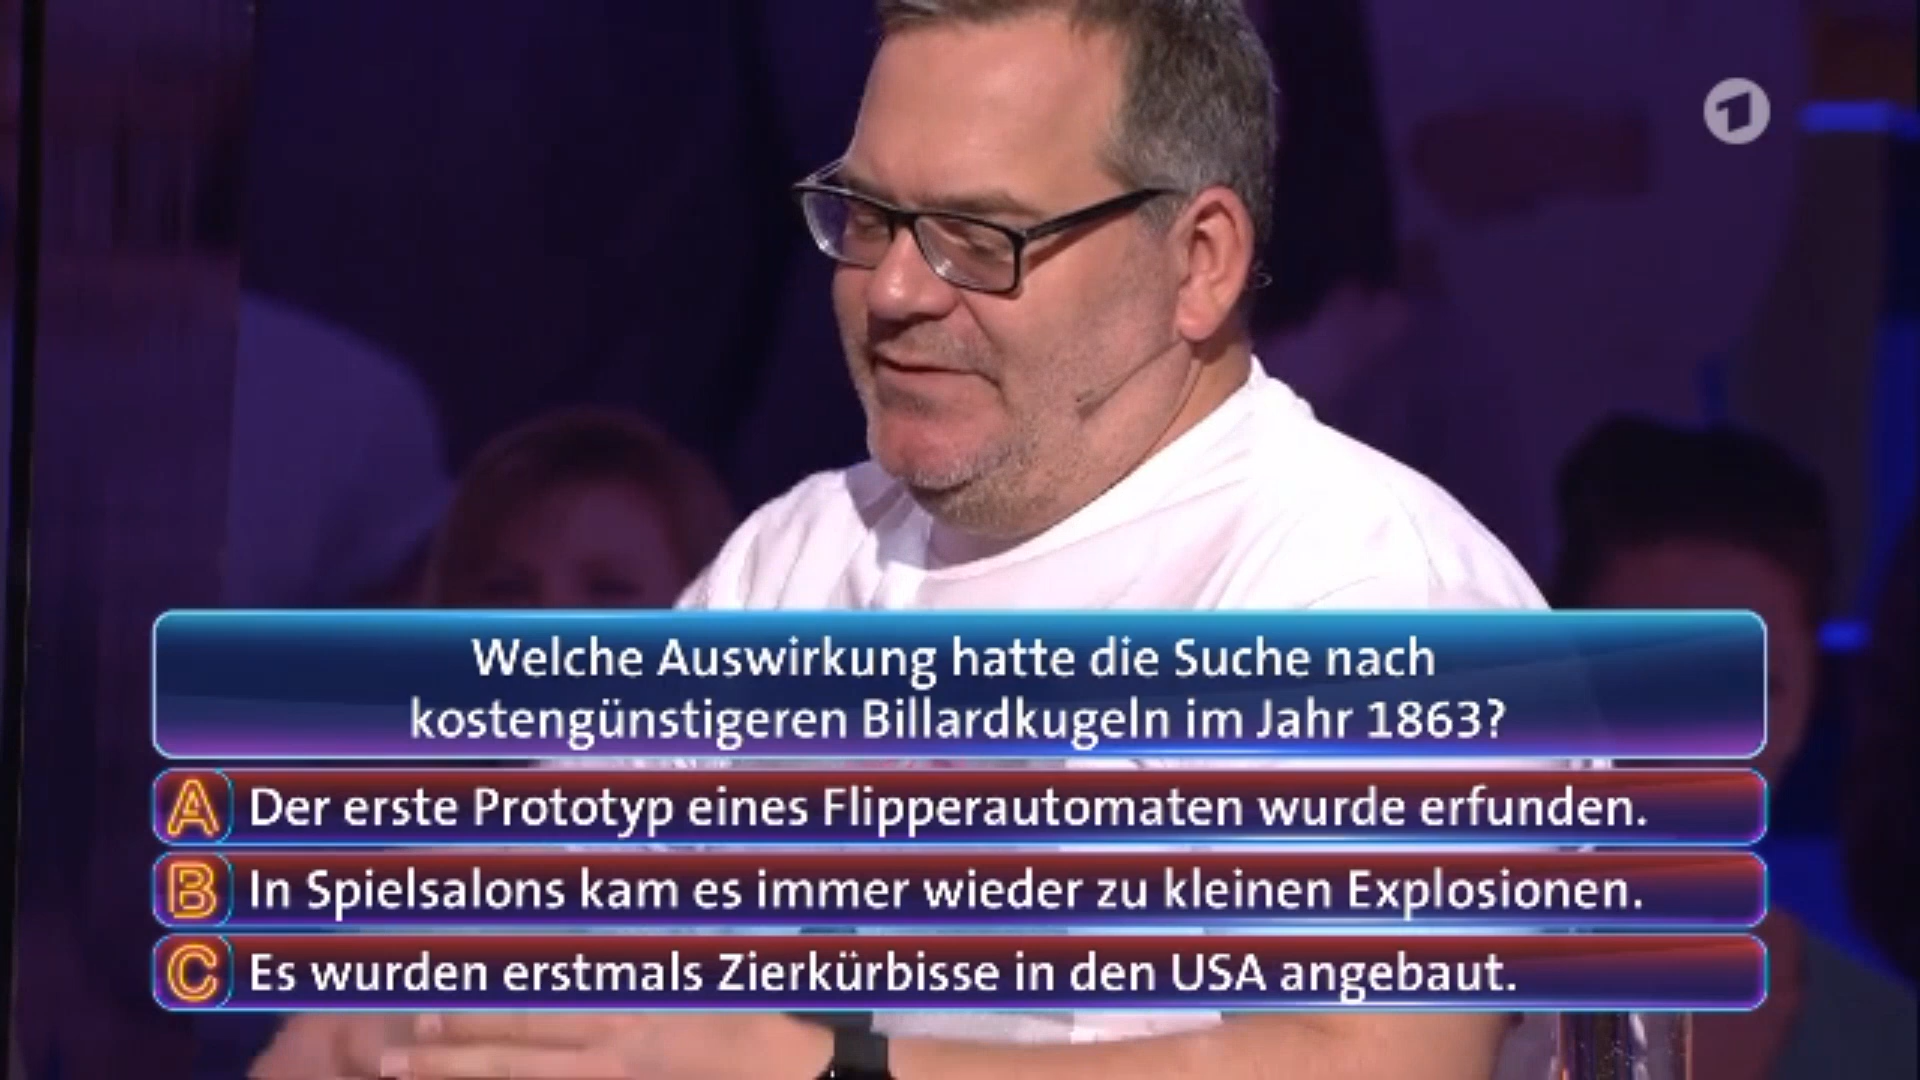 Welche Auswirkung hatte die Suche nach
kostengünstigeren Billardkugeln im Jahr 1863?
A Der erste Prototyp eines Flipperautomaten wurde erfunden.
B In Spielsalons kam es immer wieder zu kleinen Explosionen.
C Es wurden erstmals Zierkürbisse in den USA angebaut.